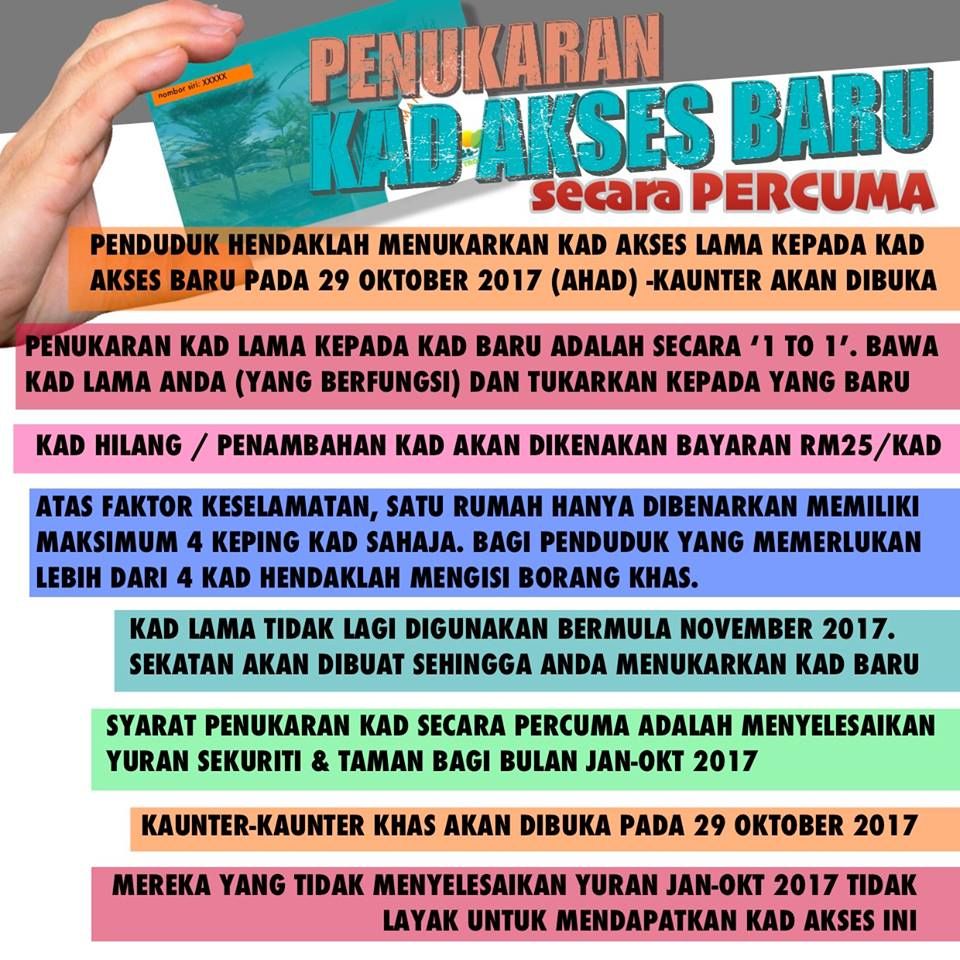 nombor siri: XXXXX
PENUKARAN
KAD AKSES BARU
secara PERCUMA
PENDUDUK HENDAKLAH MENUKARKAN KAD AKSES LAMA KEPADA KAD
AKSES BARU PADA 29 OKTOBER 2017 (AHAD) -KAUNTER AKAN DIBUKA
PENUKARAN KAD LAMA KEPADA KAD BARU ADALAH SECARA ‘1 TO 1’. BAWA
KAD LAMA ANDA (YANG BERFUNGSI) DAN TUKARKAN KEPADA YANG BARU
KAD HILANG / PENAMBAHAN KAD AKAN DIKENAKAN BAYARAN RM25/KAD
ATAS FAKTOR KESELAMATAN, SATU RUMAH HANYA DIBENARKAN MEMILIKI
MAKSIMUM 4 KEPING KAD SAHAJA. BAGI PENDUDUK YANG MEMERLUKAN
LEBIH DARI 4 KAD HENDAKLAH MENGISI BORANG KHAS.
KAD LAMA TIDAK LAGI DIGUNAKAN BERMULA NOVEMBER 2017.
SEKATAN AKAN DIBUAT SEHINGGA ANDA MENUKARKAN KAD BARU
SYARAT PENUKARAN KAD SECARA PERCUMA ADALAH MENYELESAIKAN
YURAN SEKURITI & TAMAN BAGI BULAN JAN-OKT 2017
KAUNTER-KAUNTER KHAS AKAN DIBUKA PADA 29 OKTOBER 2017
MEREKA YANG TIDAK MENYELESAIKAN YURAN JAN-OKT 2017 TIDAK
LAYAK UNTUK MENDAPATKAN KAD AKSES INI